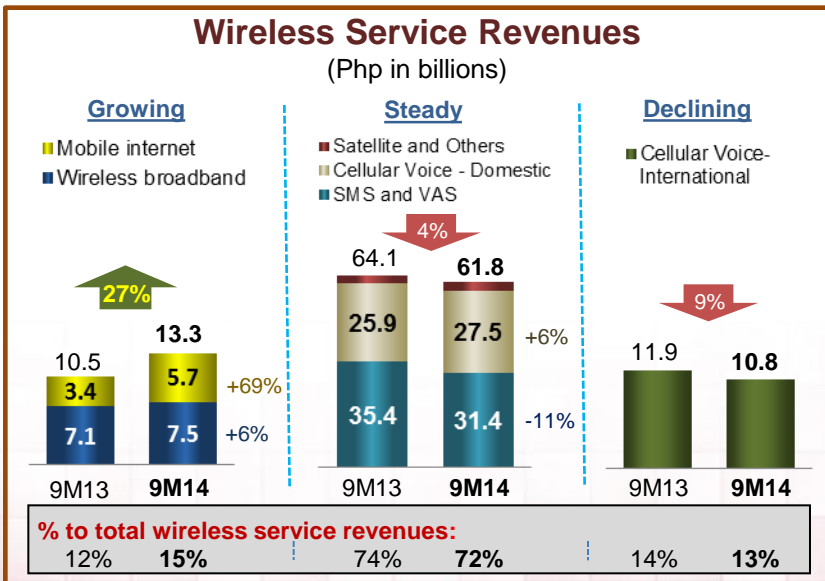 Wireless Service Revenues
(Php in billions)
Growing
Mobile internet
Wireless broadband
27%
10.5
13.3
3.4
5.7
+69%
7.1
7.5
+6%
9M13
9M14
Steady
Satellite and Others
Cellular Voice - Domestic
SMS and VAS
4%
64.1
61.8
25.9
27.5
+6%
35.4
31.4
-11%
9M13
9M14
Declining
Cellular Voice-
International
9%
11.9
10.8
9M13
9M14
% to total wireless service revenues:
12% 15% 74% 72% 14% 13%